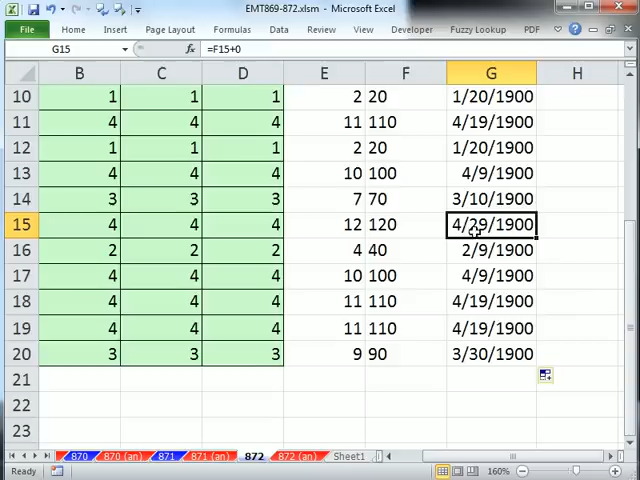 EMT869-872.xlsm - Microsoft Excel
File Home Insert Formulas Data Review View Developer Fuzzy Lookup PDF
G15 fx =F15+0
B C D E F G H
10 1 1 1 2 20 1/20/1900
11 4 4 4 11 110 4/19/1900
12 1 1 1 2 20 1/20/1900
13 4 4 4 10 100 4/9/1900
14 3 3 3 7 70 3/10/1900
15 4 4 4 12 120 4/29/1900
16 2 2 2 4 40 2/9/1900
17 4 4 4 10 100 4/9/1900
18 4 4 4 11 110 4/19/1900
19 4 4 4 11 110 4/19/1900
20 3 3 3 9 90 3/30/1900
21
22
23
870 870 (an) 871 871 (an) 872 872 (an) Sheet1
Ready 160%